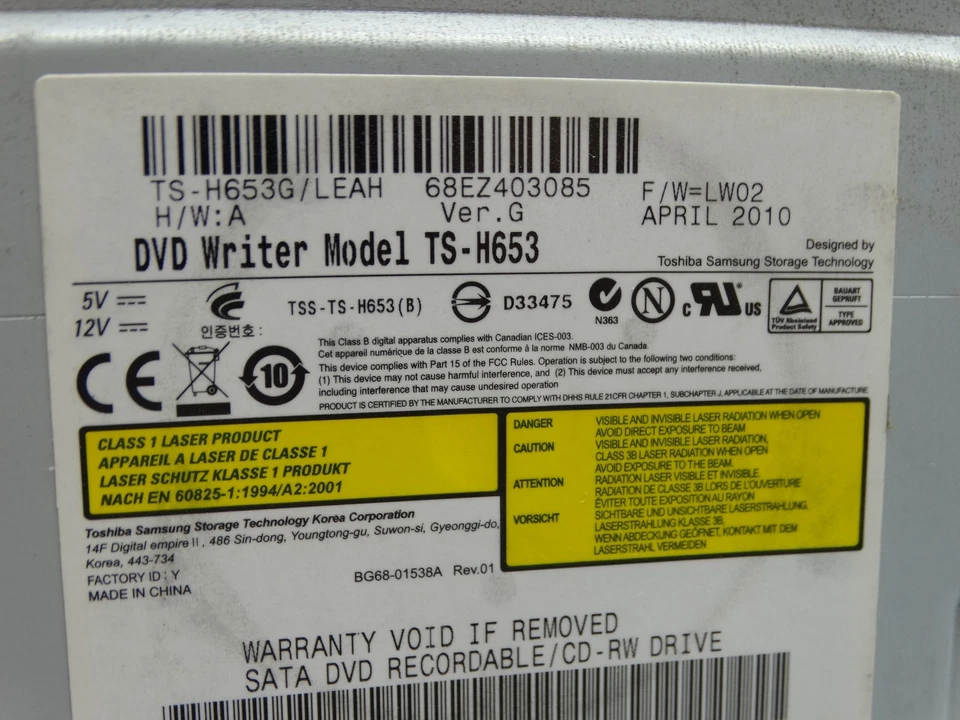 TS-H653G/LEAH 68EZ403085 F/W=LW02
H/W:A Ver.G APRIL 2010
DVD Writer Model TS-H653
Designed by
Toshiba Samsung Storage Technology
5V
12V
인증번호 :
TSS-TS-H653(B)
D33475
N363
N
c RU US
TÜV Rheinland
Product Safety
BAUART
GEPRUFT
TYPE
APPROVED
CE
10
This Class B digital apparatus complies with Canadian ICES-003.
Cet appareil numérique de la classe B est conforme à la norme NMB-003 du Canada.
This device complies with Part 15 of the FCC Rules. Operation is subject to the following two conditions:
(1) This device may not cause harmful interference, and (2) This device must accept any interference received,
including interference that may cause undesired operation
PRODUCT IS CERTIFIED BY THE MANUFACTURER TO COMPLY WITH DHHS RULE 21CFR CHAPTER 1, SUBCHAPTER J, APPLICABLE AT THE DATE OF MANUFACTURE
CLASS 1 LASER PRODUCT
APPAREIL A LASER DE CLASSE 1
LASER SCHUTZ KLASSE 1 PRODUKT
NACH EN 60825-1:1994/A2:2001
DANGER VISIBLE AND INVISIBLE LASER RADIATION WHEN OPEN
AVOID DIRECT EXPOSURE TO BEAM
CAUTION VISIBLE AND INVISIBLE LASER RADIATION,
CLASS 3B LASER RADIATION WHEN OPEN
AVOID EXPOSURE TO THE BEAM.
ATTENTION RADIATION LASER VISIBLE ET INVISIBLE.
RADIATION DE CLASSE 3B LORS DE L'OUVERTURE
ÉVITER TOUTE EXPOSITION AU RAYON
VORSICHT SICHTBARE UND UNSICHTBARE LASERSTRAHLUNG,
LASERSTRAHLUNG KLASSE 3B,
WENN ABDECKUNG GEÖFFNET, KONTAKT MIT DEM
LASERSTRAHL VERMEIDEN
Toshiba Samsung Storage Technology Korea Corporation
14F Digital empire II, 486 Sin-dong, Youngtong-gu, Suwon-si, Gyeonggi-do,
Korea, 443-734
FACTORY ID : Y
MADE IN CHINA
BG68-01538A Rev.01
WARRANTY VOID IF REMOVED
SATA DVD RECORDABLE/CD-RW DRIVE